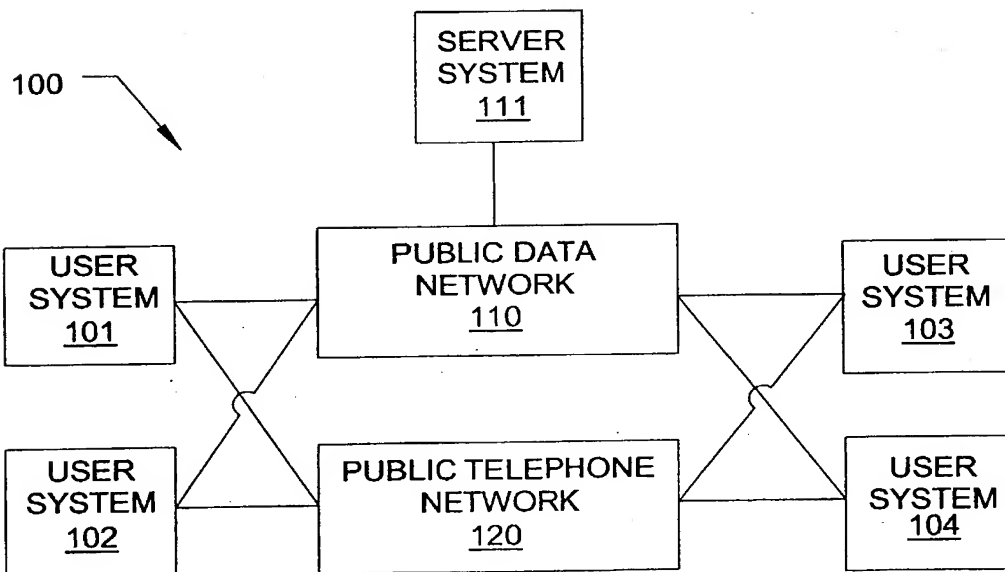 SERVER
SYSTEM
111
100
USER
SYSTEM
101
PUBLIC DATA
NETWORK
110
USER
SYSTEM
103
USER
SYSTEM
102
PUBLIC TELEPHONE
NETWORK
120
USER
SYSTEM
104